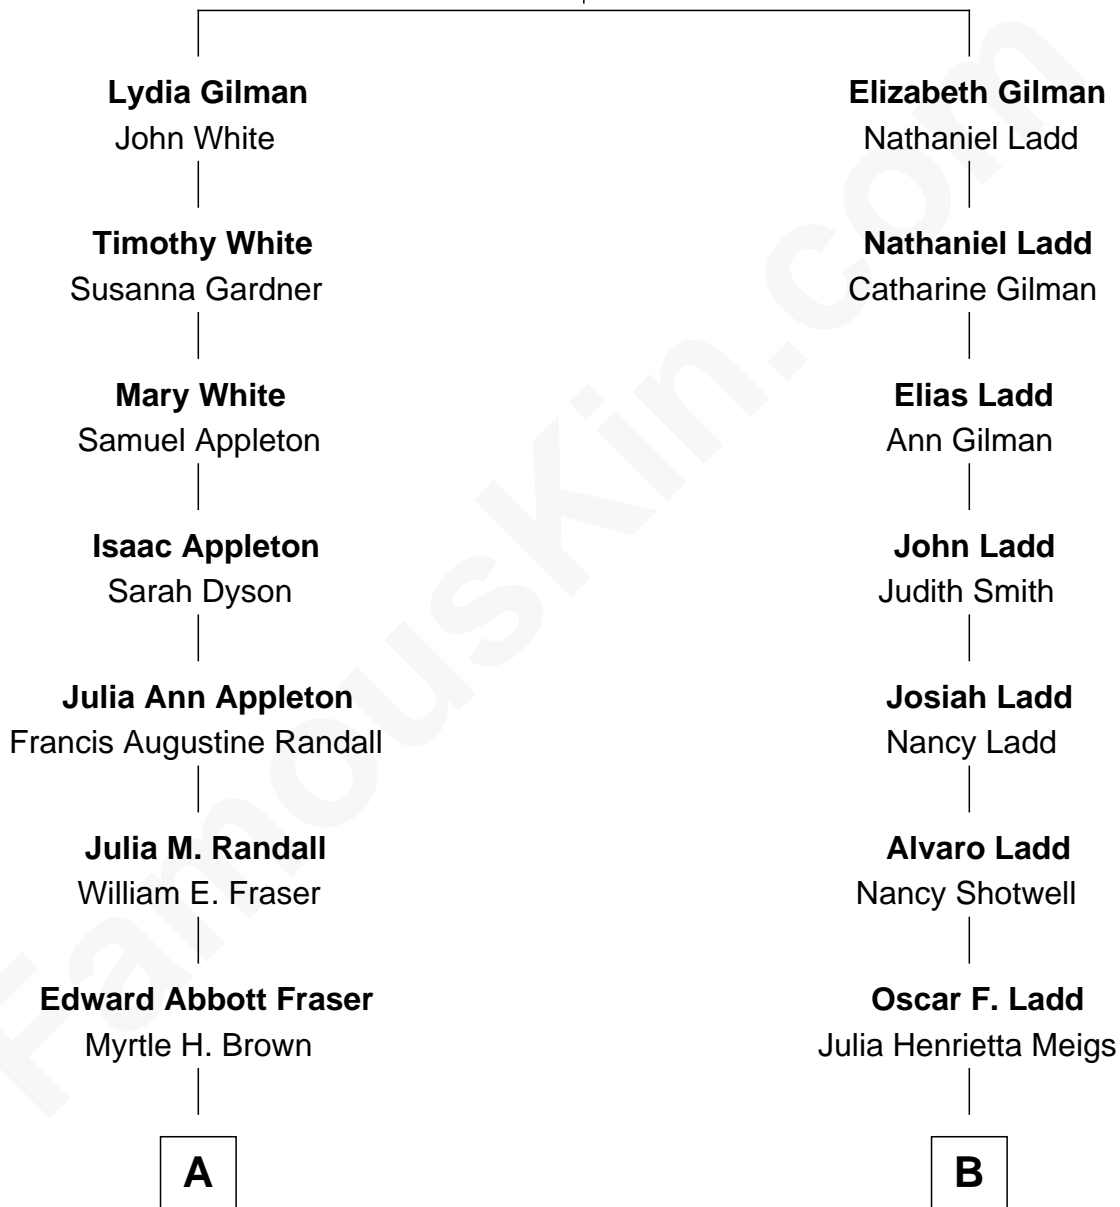 Lydia Gilman
John White
Timothy White
Susanna Gardner
Mary White
Samuel Appleton
Isaac Appleton
Sarah Dyson
Julia Ann Appleton
Francis Augustine Randall
Julia M. Randall
William E. Fraser
Edward Abbott Fraser
Myrtle H. Brown
A
Elizabeth Gilman
Nathaniel Ladd
Nathaniel Ladd
Catharine Gilman
Elias Ladd
Ann Gilman
John Ladd
Judith Smith
Josiah Ladd
Nancy Ladd
Alvaro Ladd
Nancy Shotwell
Oscar F. Ladd
Julia Henrietta Meigs
B
FamousKin.com